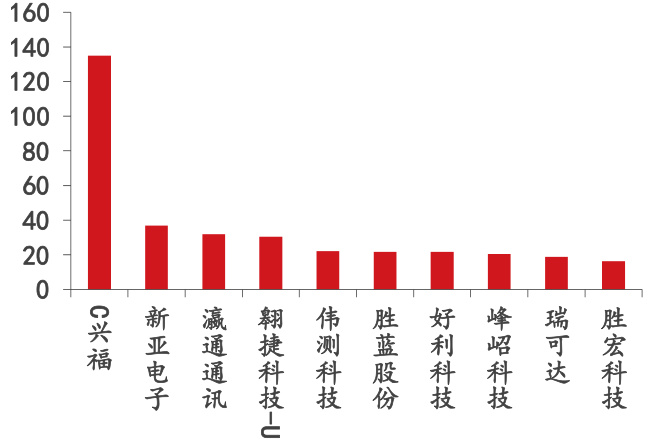 160
140
120
100
80
60
40
20
0
C兴福
新亚电子
瀛通通讯
翱捷科技-U
伟测科技
胜蓝股份
好利科技
峰岹科技
瑞可达
胜宏科技